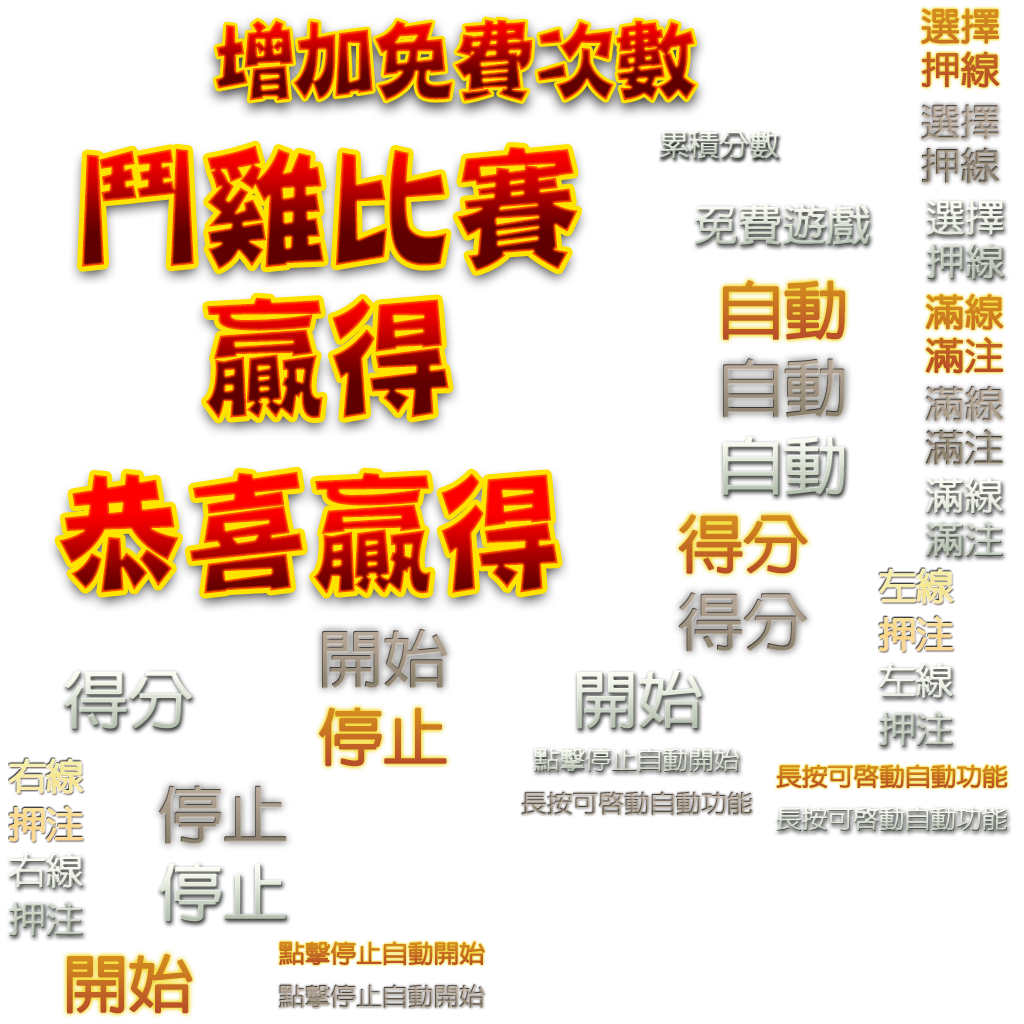 增加免費次數
選擇
押線
選擇
押線
累積分數
鬥雞比賽
選擇
押線
免費遊戲
自動
滿線
滿注
贏得
自動
滿線
滿注
自動
滿線
滿注
恭喜贏得
得分
左線
押注
得分
左線
押注
開始
得分
開始
停止
點擊停止自動開始
長按可啓動自動功能
右線
押注
長按可啓動自動功能
長按可啓動自動功能
停止
右線
押注
停止
開始
點擊停止自動開始
點擊停止自動開始